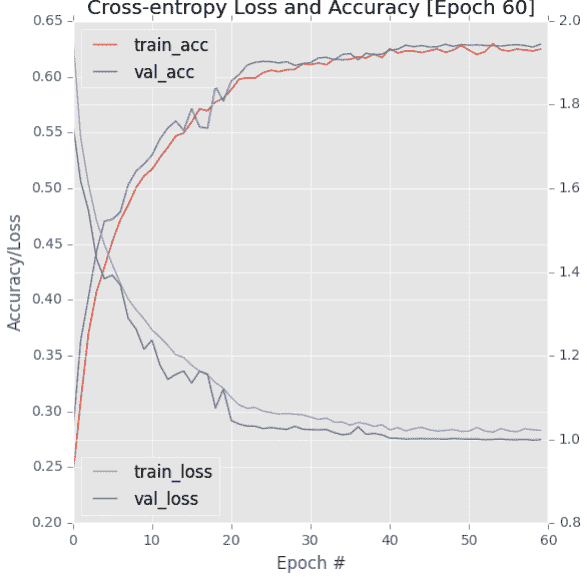 Cross-entropy Loss and Accuracy [Epoch 60]
0.65
0.60
0.55
0.50
0.45
0.40
0.35
0.30
0.25
0.20
2.0
1.8
1.6
1.4
1.2
1.0
0.8
Accuracy/Loss
train_acc
val_acc
train_loss
val_loss
0 10 20 30 40 50 60
Epoch #